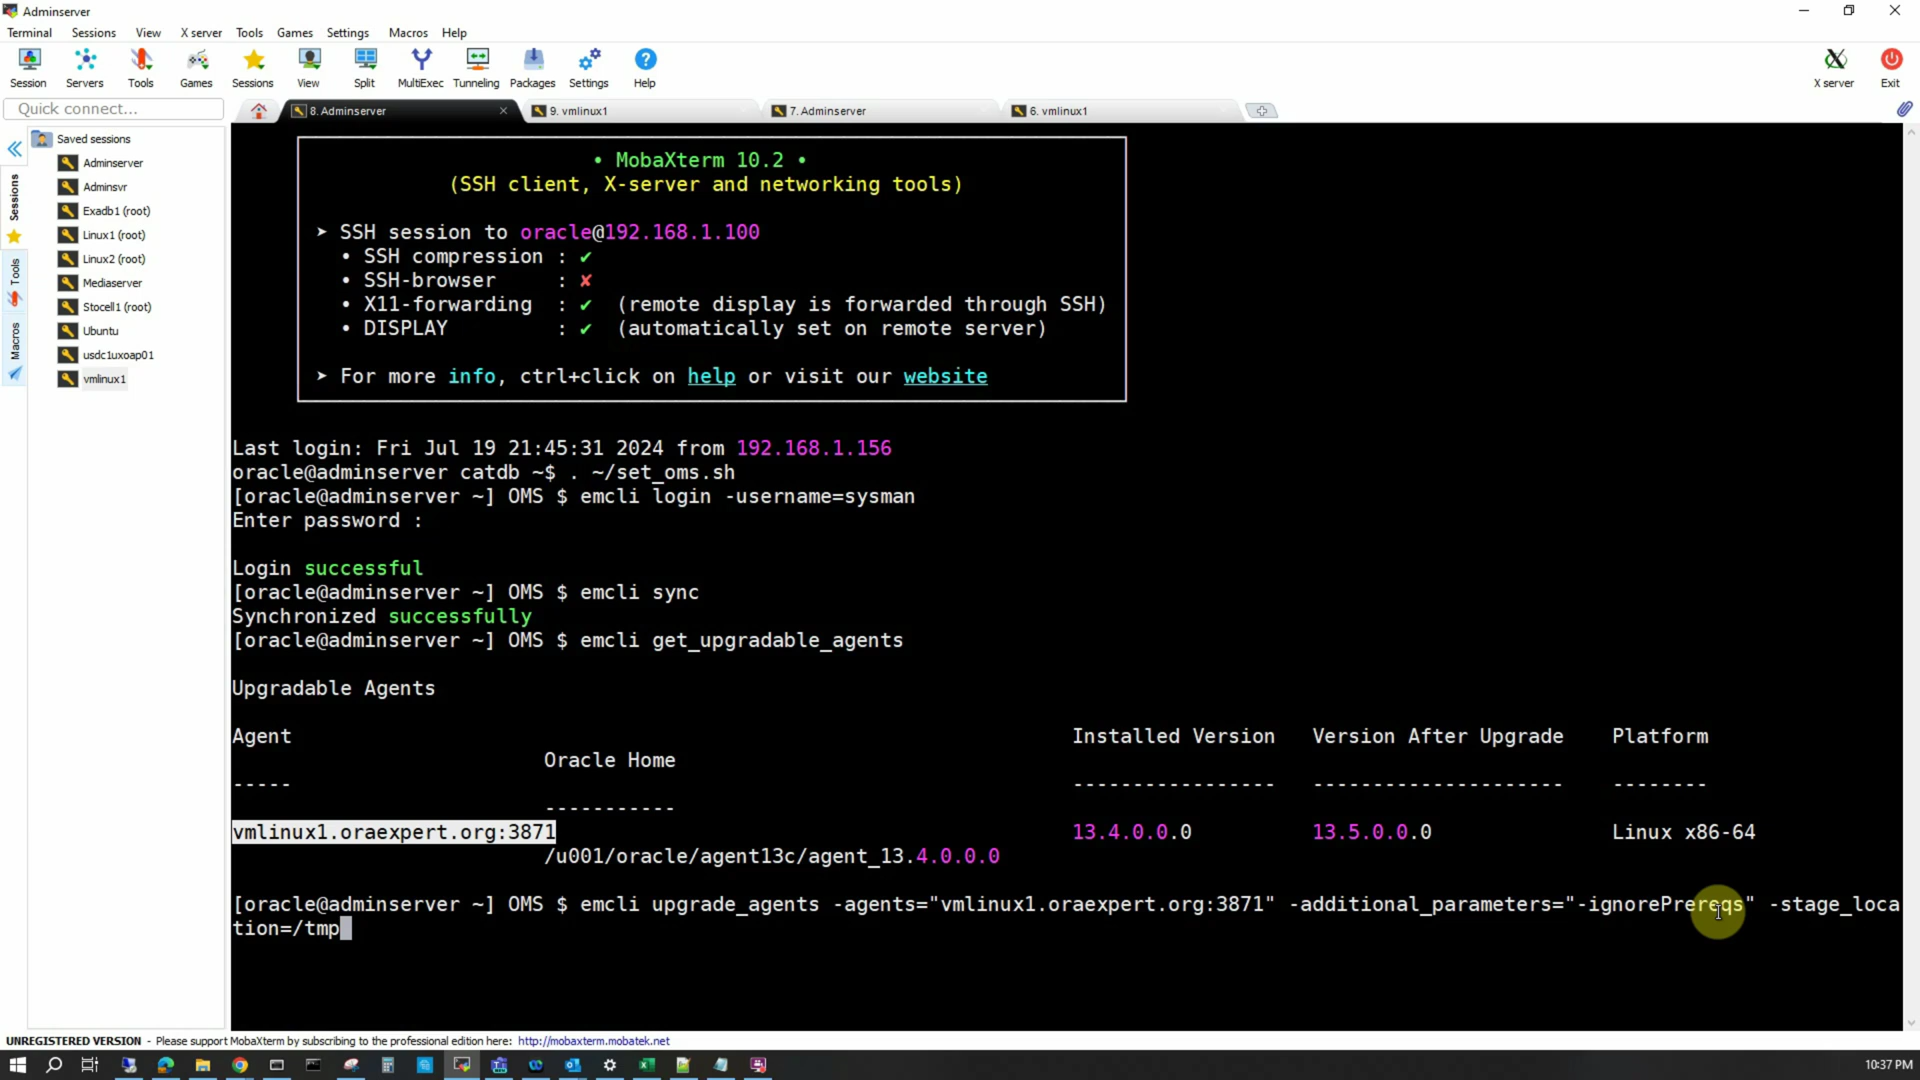 Adminserver
Terminal Sessions View X server Tools Games Settings Macros Help
Session Servers Tools Games Sessions View Split MultiExec Tunneling Packages Settings Help X server Exit
Quick connect...
8. Adminserver 9. vmlinux1 7. Adminserver 6. vmlinux1
Sessions
Tools
Macros
Saved sessions
Adminserver
Adminsvr
Exadb1 (root)
Linux1 (root)
Linux2 (root)
Mediaserver
Stocell1 (root)
Ubuntu
usdc1uxoap01
vmlinux1
• MobaXterm 10.2 •
(SSH client, X-server and networking tools)
➤ SSH session to oracle@192.168.1.100
• SSH compression : ✔
• SSH-browser : ✘
• X11-forwarding : ✔ (remote display is forwarded through SSH)
• DISPLAY : ✔ (automatically set on remote server)
➤ For more info, ctrl+click on help or visit our website
Last login: Fri Jul 19 21:45:31 2024 from 192.168.1.156
oracle@adminserver catdb ~$ . ~/set_oms.sh
[oracle@adminserver ~] OMS $ emcli login -username=sysman
Enter password :
Login successful
[oracle@adminserver ~] OMS $ emcli sync
Synchronized successfully
[oracle@adminserver ~] OMS $ emcli get_upgradable_agents
Upgradable Agents
Agent Installed Version Version After Upgrade Platform
Oracle Home
----- ----------------- --------------------- --------
-----------
vmlinux1.oraexpert.org:3871 13.4.0.0.0 13.5.0.0.0 Linux x86-64
/u001/oracle/agent13c/agent_13.4.0.0.0
[oracle@adminserver ~] OMS $ emcli upgrade_agents -agents="vmlinux1.oraexpert.org:3871" -additional_parameters="-ignorePrereqs" -stage_loca
tion=/tmp
UNREGISTERED VERSION - Please support MobaXterm by subscribing to the professional edition here: http://mobaxterm.mobatek.net
10:37 PM